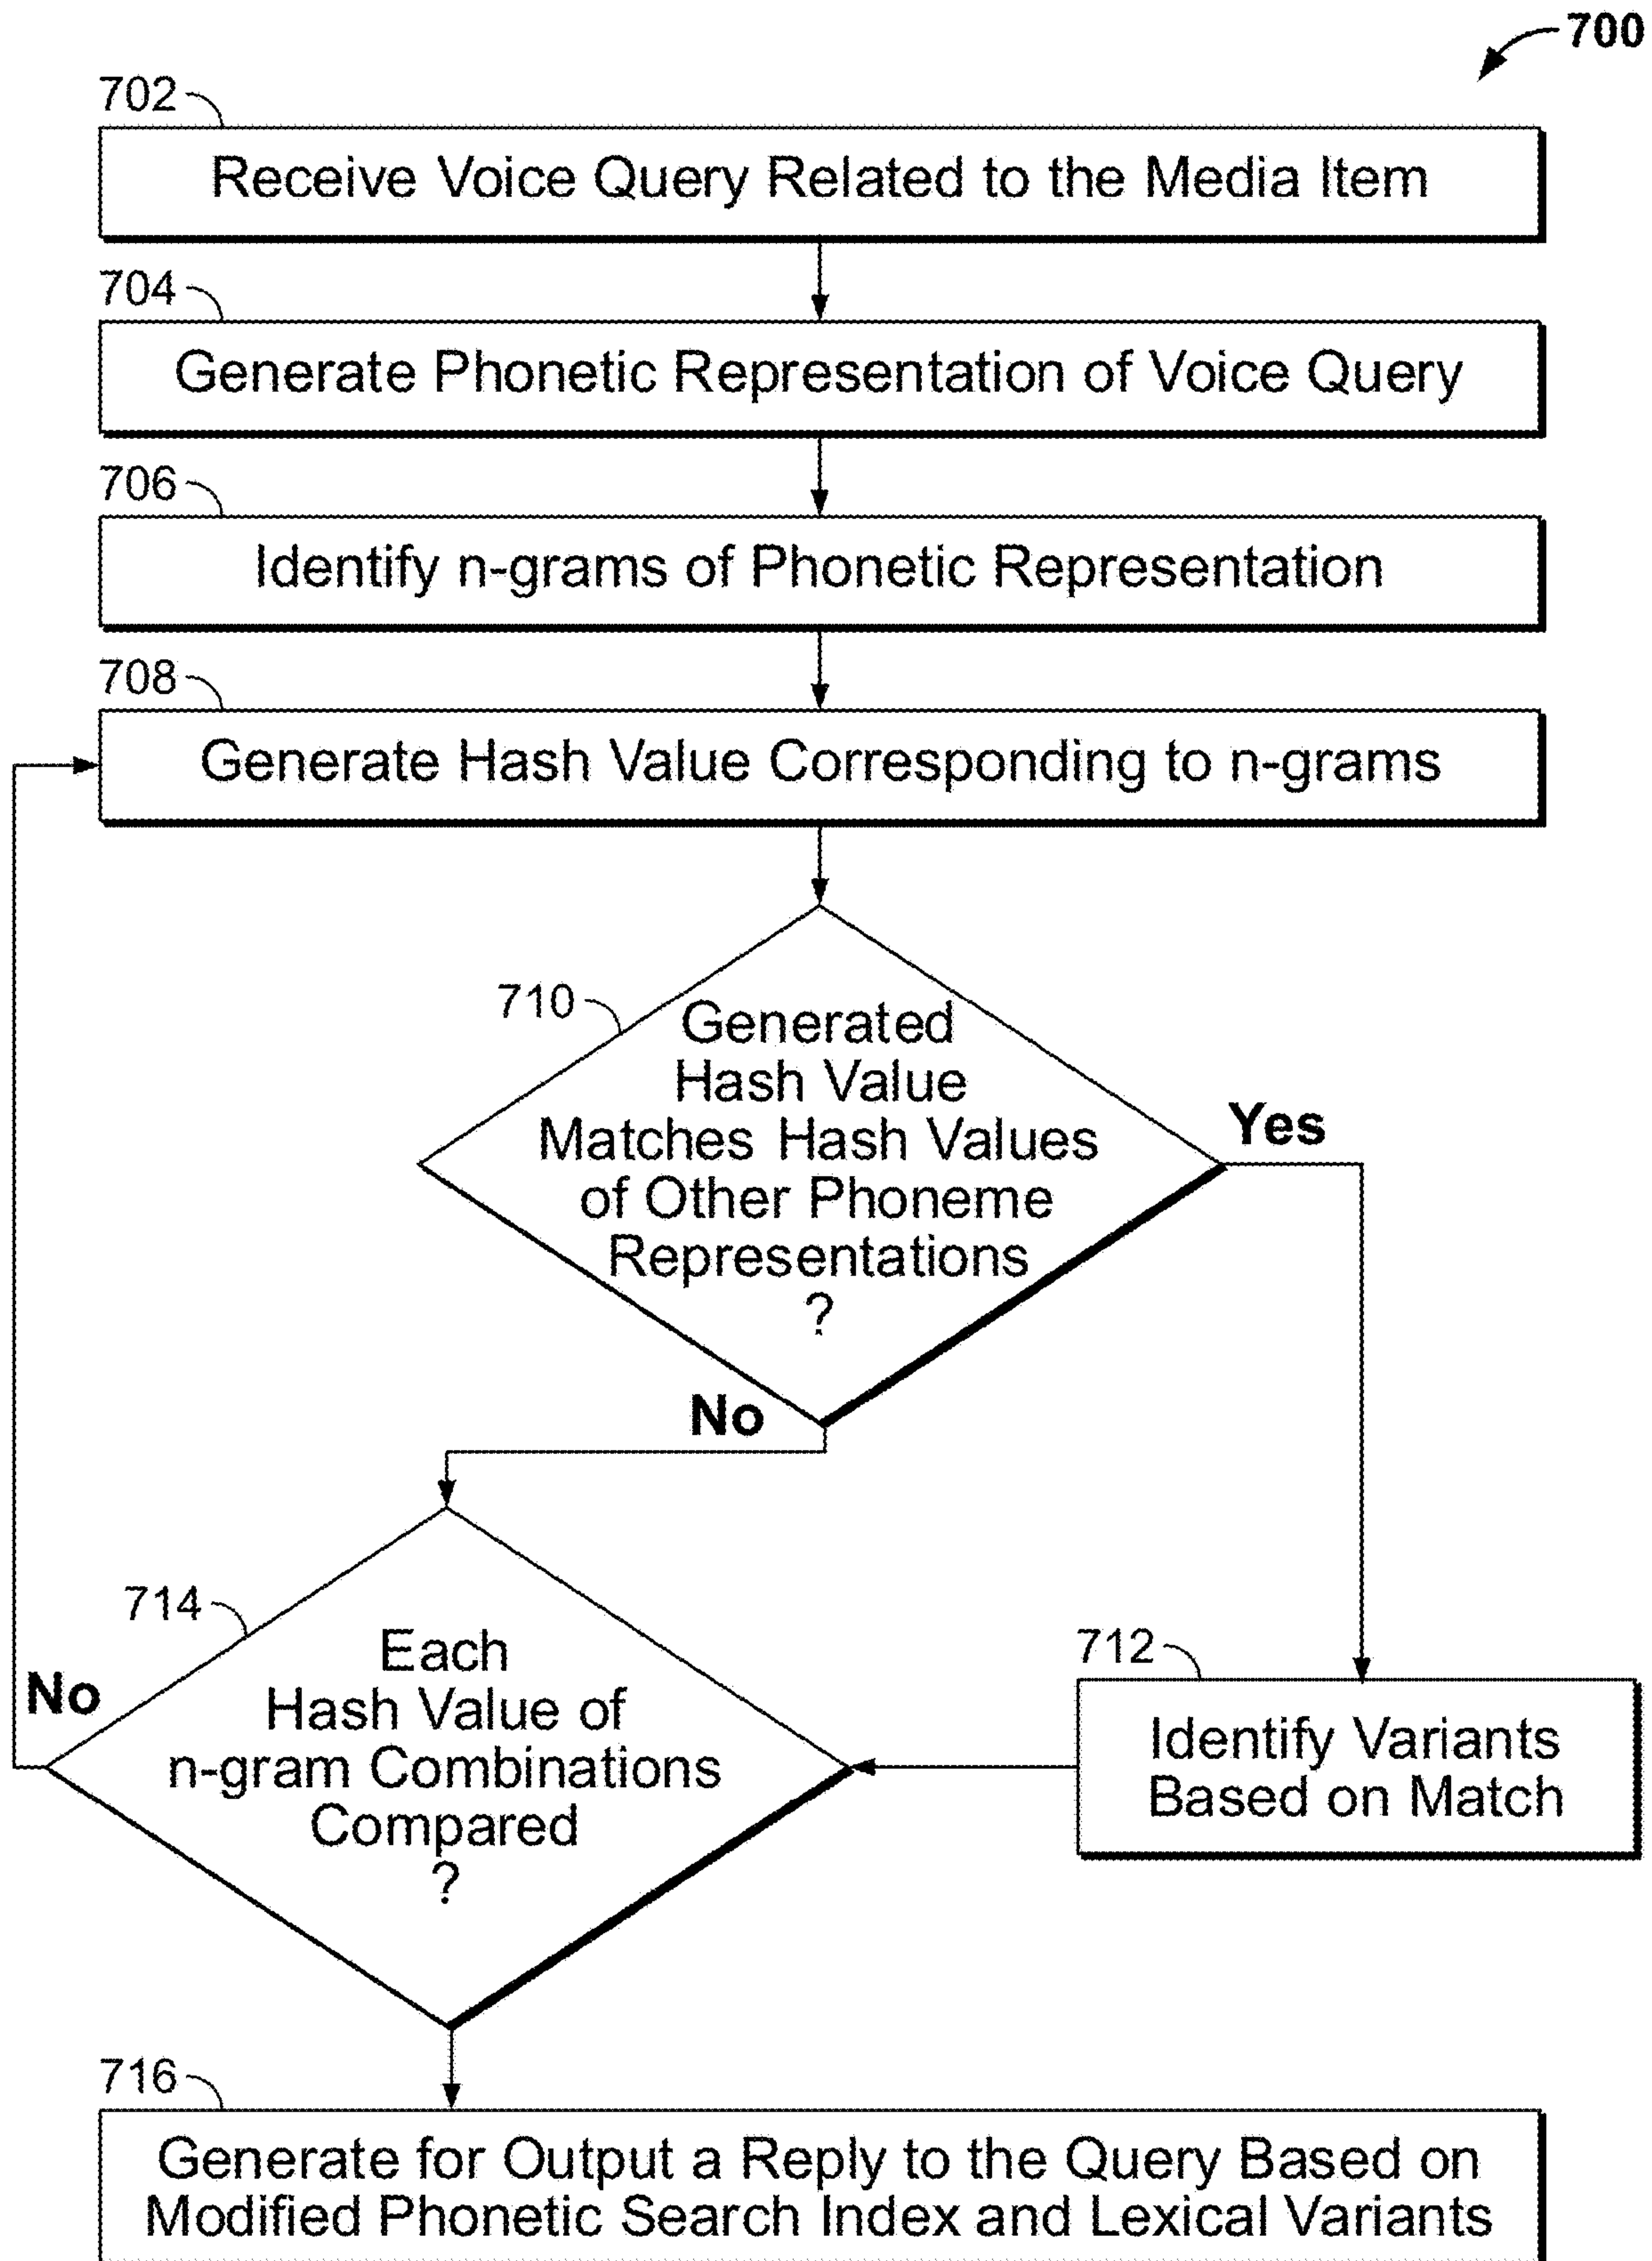 700
702
Receive Voice Query Related to the Media Item
704
Generate Phonetic Representation of Voice Query
706
Identify n-grams of Phonetic Representation
708
Generate Hash Value Corresponding to n-grams
710
Generated
Hash Value
Matches Hash Values
of Other Phoneme
Representations
?
Yes
No
714
Each
Hash Value of
n-gram Combinations
Compared
?
No
712
Identify Variants
Based on Match
716
Generate for Output a Reply to the Query Based on
Modified Phonetic Search Index and Lexical Variants